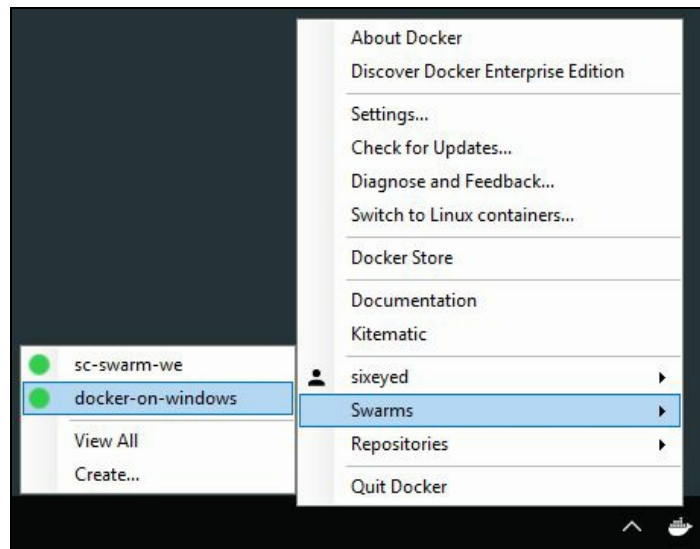 About Docker
Discover Docker Enterprise Edition
Settings...
Check for Updates...
Diagnose and Feedback...
Switch to Linux containers...
Docker Store
Documentation
Kitematic
sixeyed
Swarms
Repositories
Quit Docker
sc-swarm-we
docker-on-windows
View All
Create...